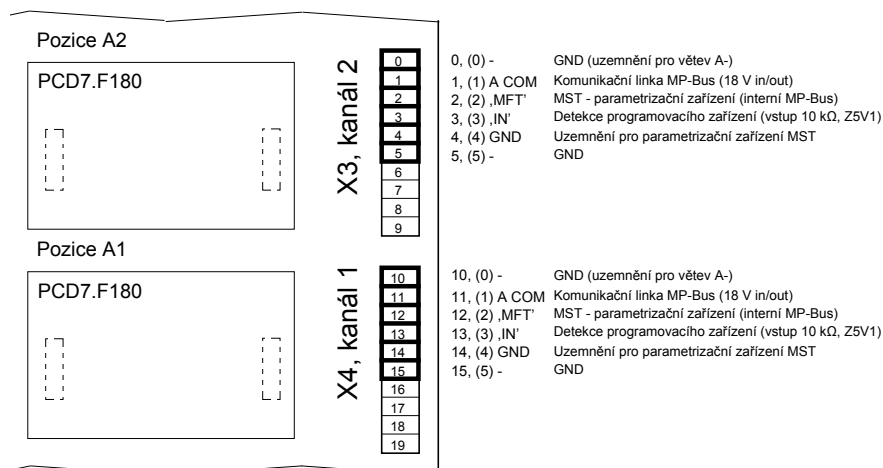 Pozice A2
PCD7.F180
X3, kanál 2
0
1
2
3
4
5
6
7
8
9
0, (0) - GND (uzemnění pro větev A-)
1, (1) A COM Komunikační linka MP-Bus (18 V in/out)
2, (2) ‚MFT’ MST - parametrizační zařízení (interní MP-Bus)
3, (3) ‚IN’ Detekce programovacího zařízení (vstup 10 kΩ, Z5V1)
4, (4) GND Uzemnění pro parametrizační zařízení MST
5, (5) - GND
Pozice A1
PCD7.F180
X4, kanál 1
10
11
12
13
14
15
16
17
18
19
10, (0) - GND (uzemnění pro větev A-)
11, (1) A COM Komunikační linka MP-Bus (18 V in/out)
12, (2) ‚MFT’ MST - parametrizační zařízení (interní MP-Bus)
13, (3) ‚IN’ Detekce programovacího zařízení (vstup 10 kΩ, Z5V1)
14, (4) GND Uzemnění pro parametrizační zařízení MST
15, (5) - GND